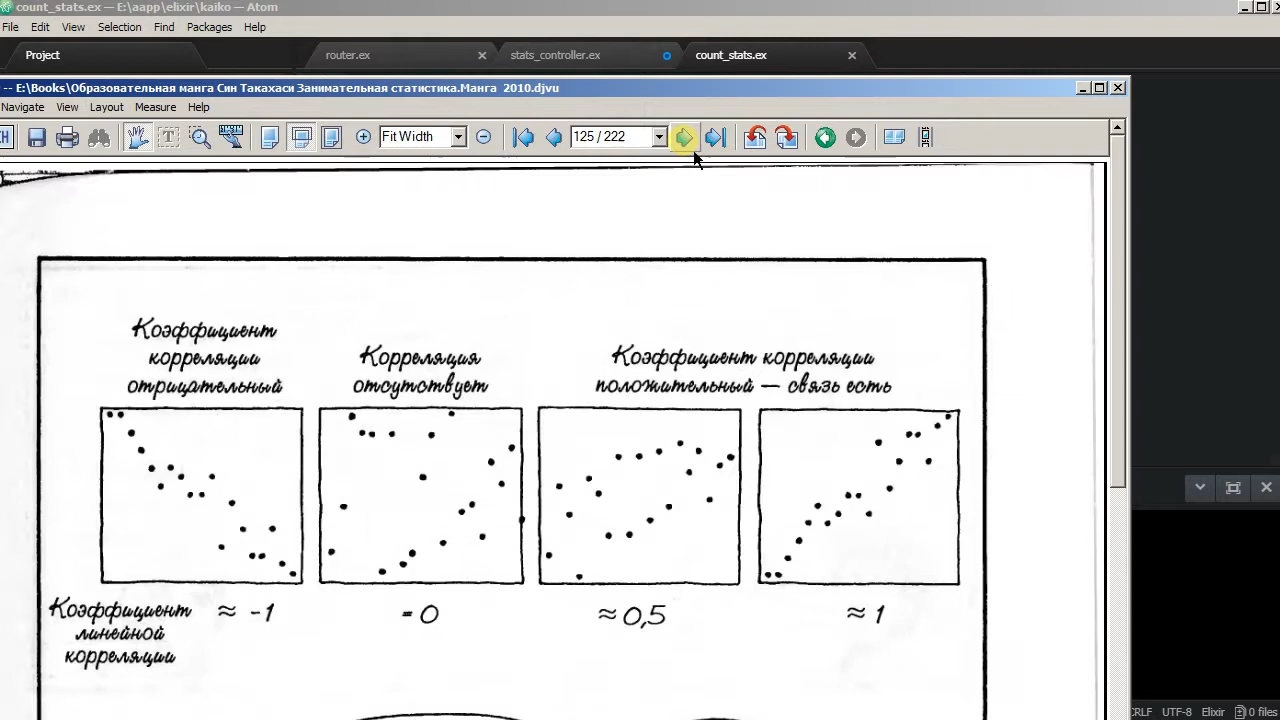 count_stats.ex — E:\aapp\elixir\kaiko — Atom
File Edit View Selection Find Packages Help
Project router.ex stats_controller.ex count_stats.ex
-- E:\Books\Образовательная манга Син Такахаси Занимательная статистика.Манга 2010.djvu
Navigate View Layout Measure Help
Fit Width 125 / 222
Коэффициент
корреляции
отрицательный
Корреляция
отсутствует
Коэффициент корреляции
положительный — связь есть
Коэффициент
линейной
корреляции
≈ -1 = 0 ≈ 0,5 ≈ 1
CRLF UTF-8 Elixir 0 files